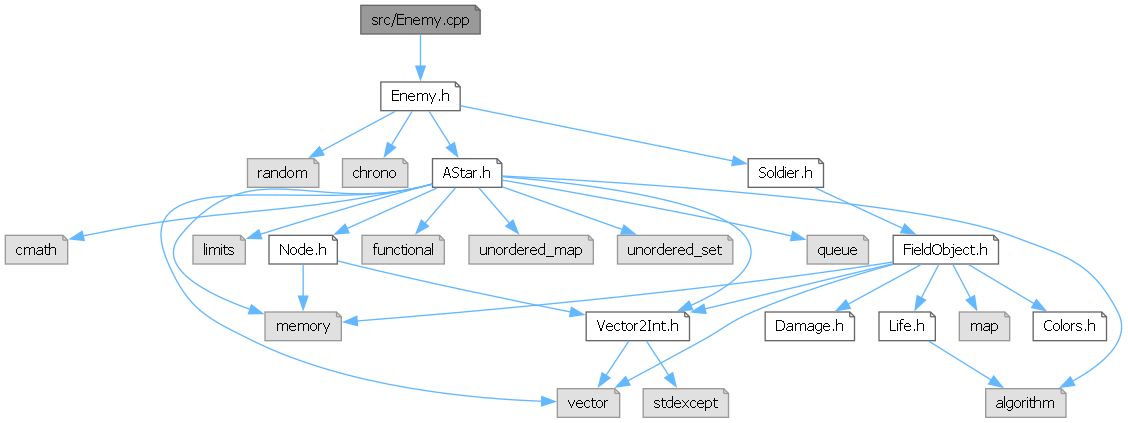 src/Enemy.cpp
Enemy.h
random
chrono
AStar.h
Soldier.h
cmath
limits
Node.h
functional
unordered_map
unordered_set
queue
FieldObject.h
memory
Vector2Int.h
Damage.h
Life.h
map
Colors.h
vector
stdexcept
algorithm